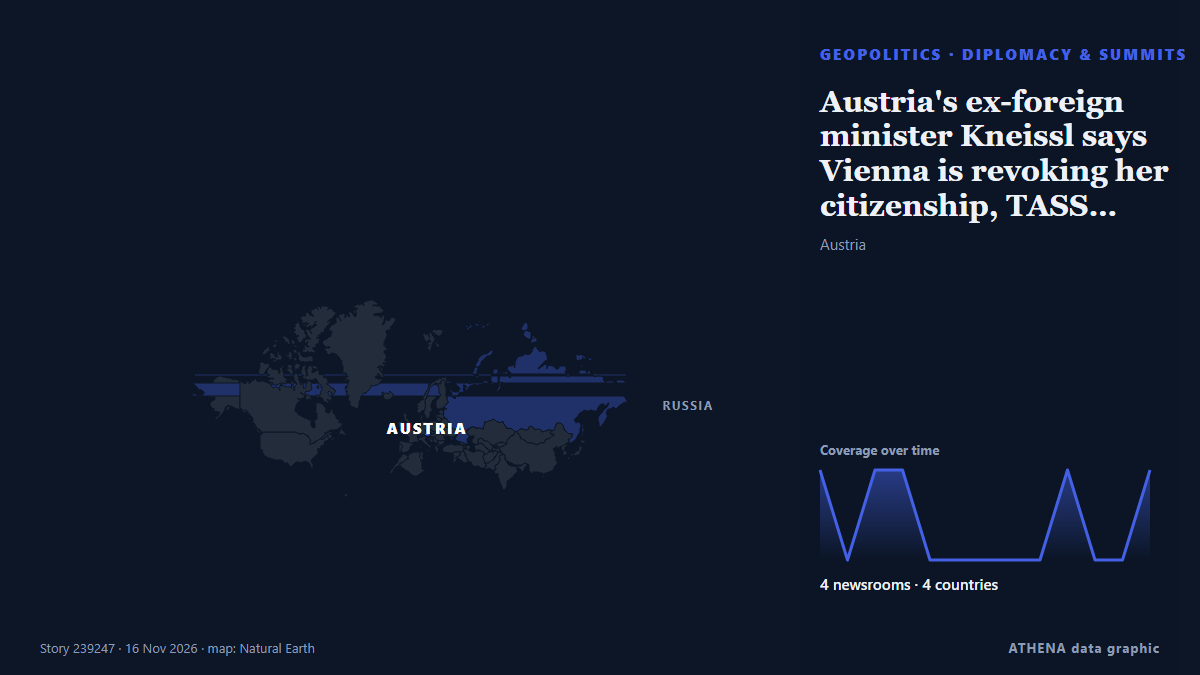 GEOPOLITICS · DIPLOMACY & SUMMITS
Austria's ex-foreign
minister Kneissl says
Vienna is revoking her
citizenship, TASS...
Austria
RUSSIA
AUSTRIA
Coverage over time
4 newsrooms · 4 countries
Story 239247 · 16 Nov 2026 · map: Natural Earth
ATHENA data graphic